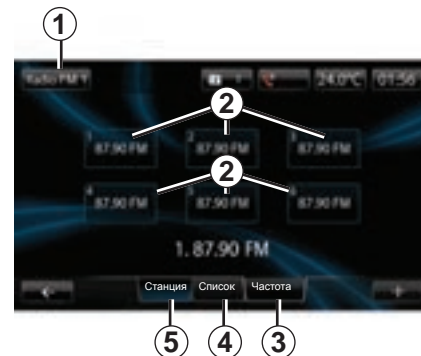 1
Radio FM 1 24.0°C 01:56
2
1 87.90 FM 2 87.90 FM 3 87.90 FM
2
4 87.90 FM 5 87.90 FM 6 87.90 FM
1. 87.90 FM
Станция Список Частота
5 4 3